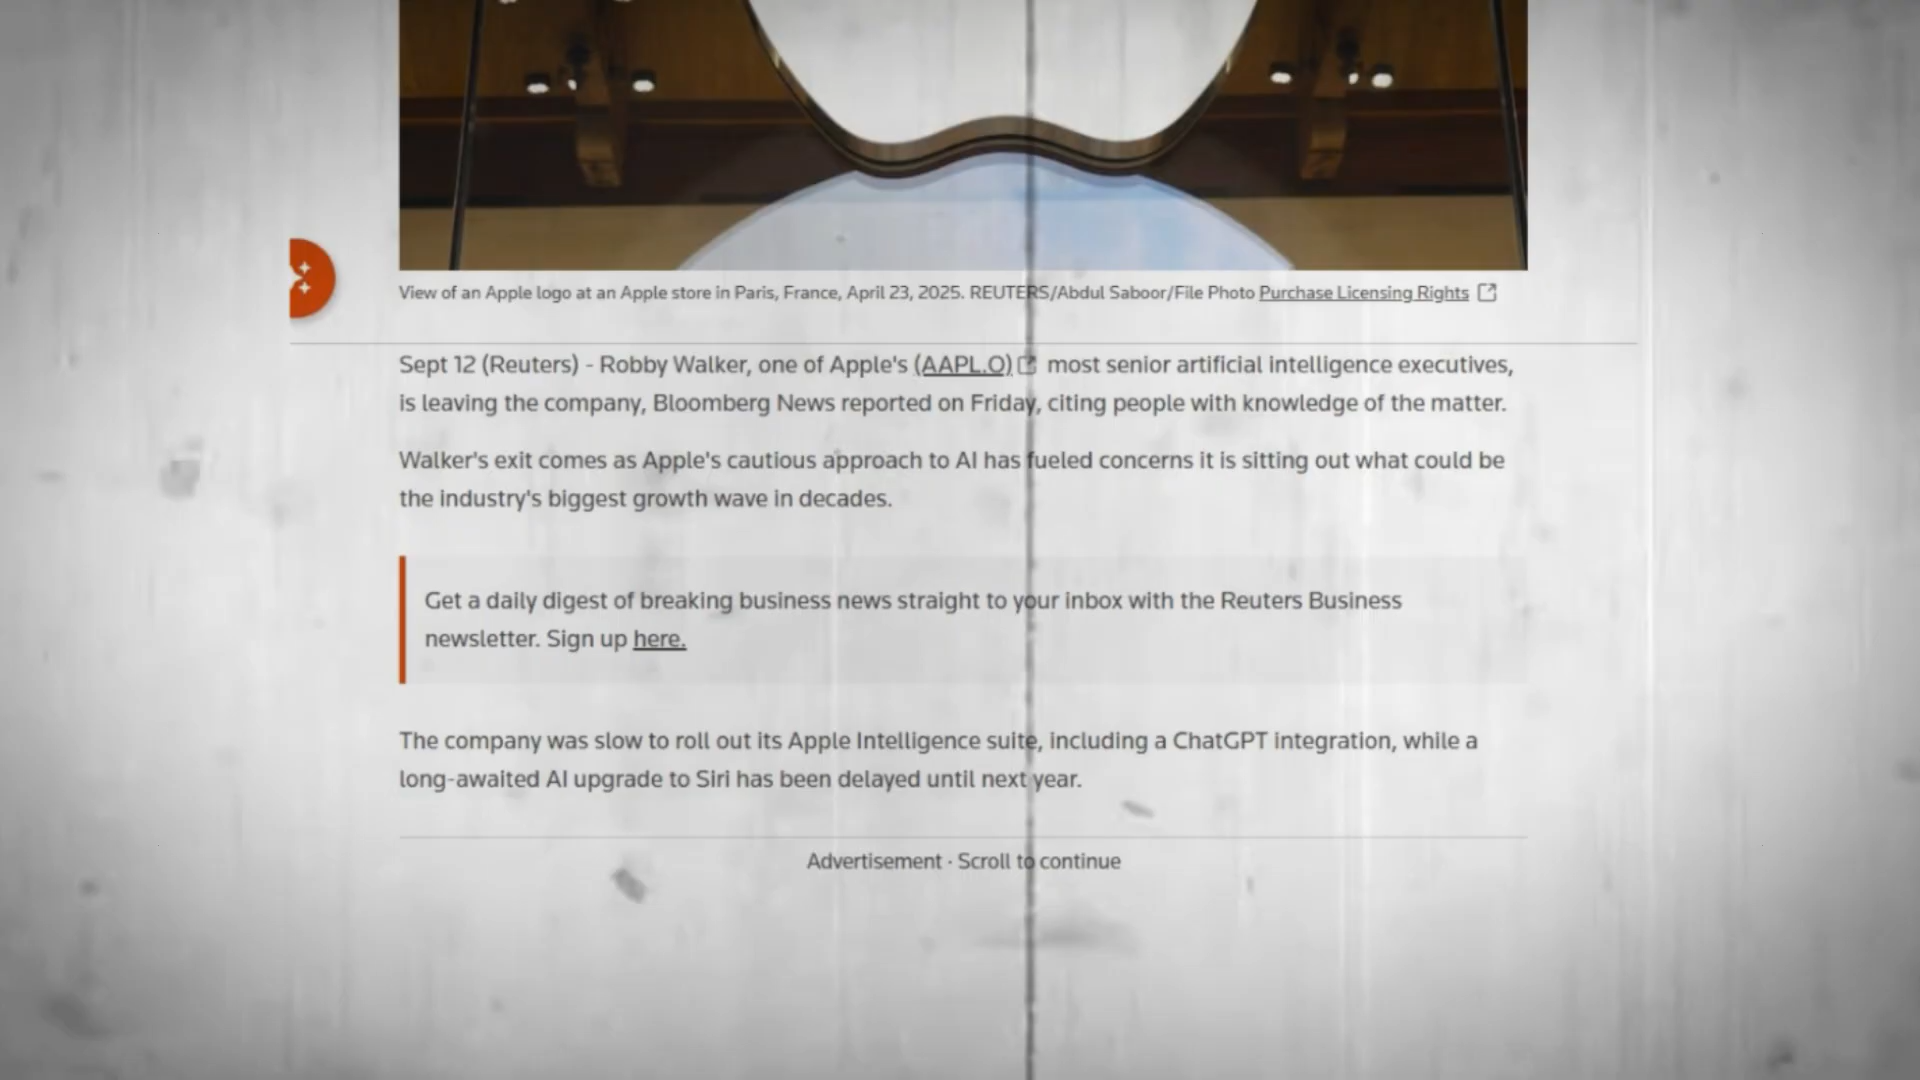 View of an Apple logo at an Apple store in Paris, France, April 23, 2025. REUTERS/Abdul Saboor/File Photo Purchase Licensing Rights
Sept 12 (Reuters) - Robby Walker, one of Apple's (AAPL.O) most senior artificial intelligence executives,
is leaving the company, Bloomberg News reported on Friday, citing people with knowledge of the matter.
Walker's exit comes as Apple's cautious approach to AI has fueled concerns it is sitting out what could be
the industry's biggest growth wave in decades.
Get a daily digest of breaking business news straight to your inbox with the Reuters Business
newsletter. Sign up here.
The company was slow to roll out its Apple Intelligence suite, including a ChatGPT integration, while a
long-awaited AI upgrade to Siri has been delayed until next year.
Advertisement · Scroll to continue